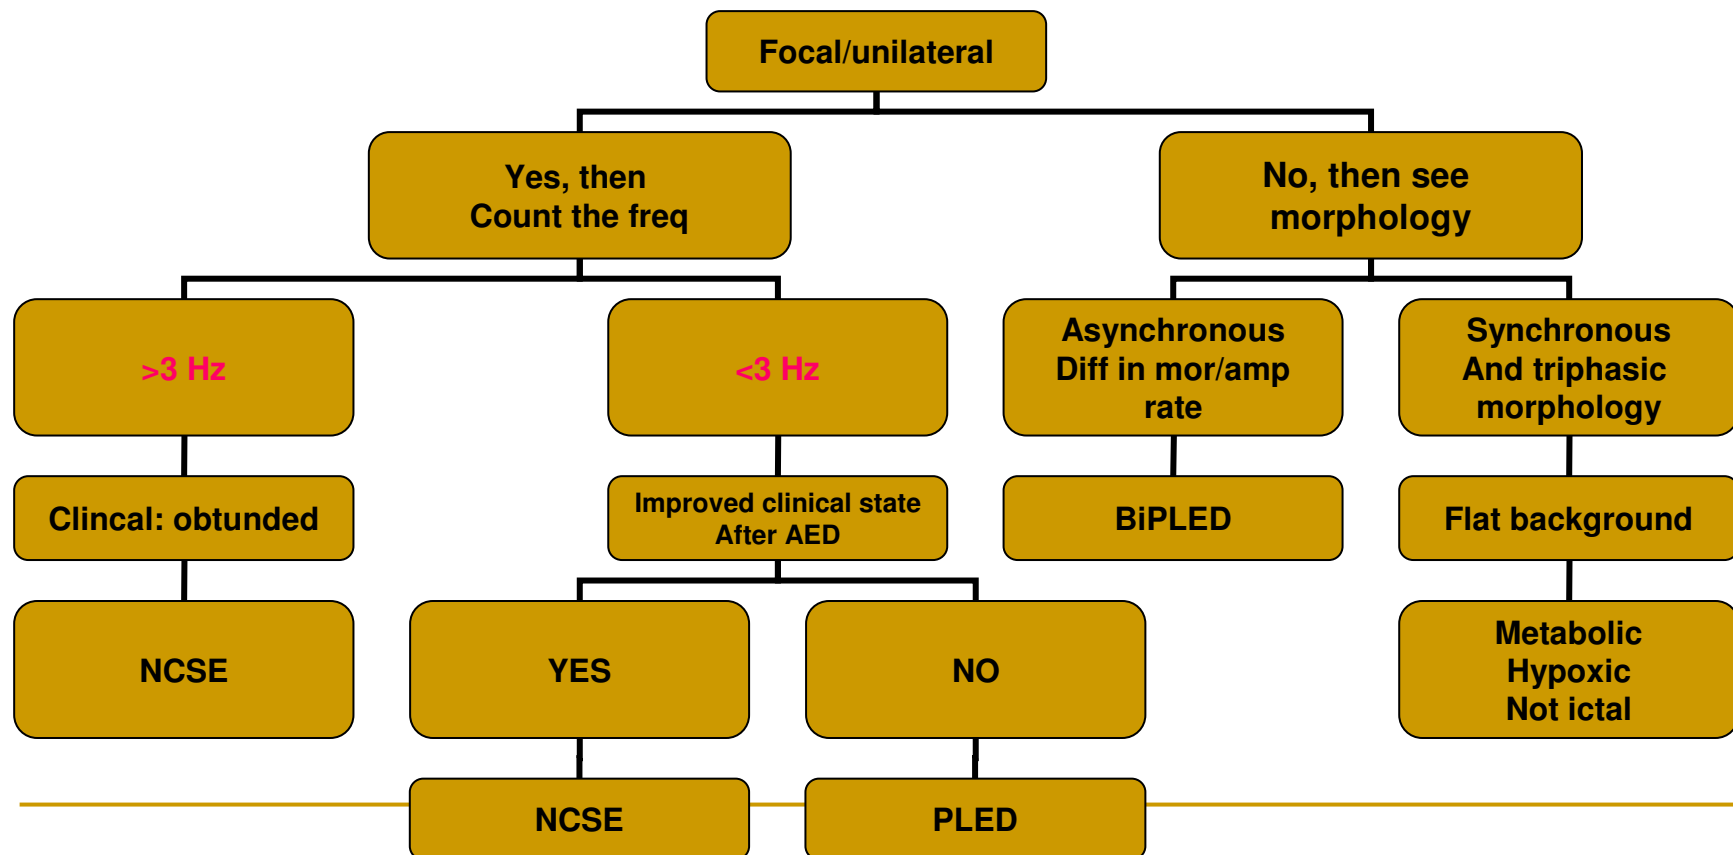 Focal/unilateral
Yes, then
Count the freq
No, then see
morphology
>3 Hz
<3 Hz
Asynchronous
Diff in mor/amp
rate
Synchronous
And triphasic
morphology
Clincal: obtunded
Improved clinical state
After AED
BiPLED
Flat background
NCSE
YES
NO
Metabolic
Hypoxic
Not ictal
NCSE
PLED